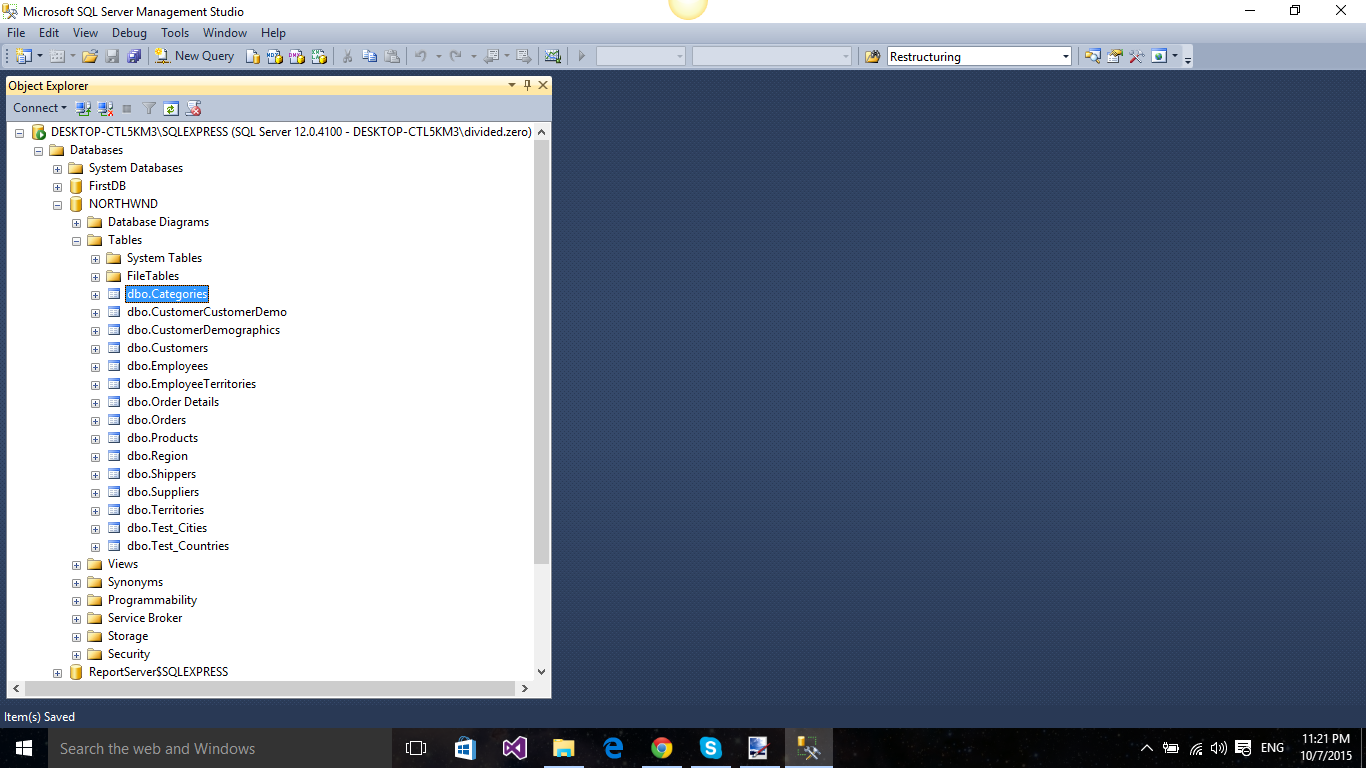 Microsoft SQL Server Management Studio
File Edit View Debug Tools Window Help
New Query Restructuring
Object Explorer
Connect
DESKTOP-CTL5KM3\SQLEXPRESS (SQL Server 12.0.4100 - DESKTOP-CTL5KM3\divided.zero)
Databases
System Databases
FirstDB
NORTHWND
Database Diagrams
Tables
System Tables
FileTables
dbo.Categories
dbo.CustomerCustomerDemo
dbo.CustomerDemographics
dbo.Customers
dbo.Employees
dbo.EmployeeTerritories
dbo.Order Details
dbo.Orders
dbo.Products
dbo.Region
dbo.Shippers
dbo.Suppliers
dbo.Territories
dbo.Test_Cities
dbo.Test_Countries
Views
Synonyms
Programmability
Service Broker
Storage
Security
ReportServer$SQLEXPRESS
Item(s) Saved
Search the web and Windows
ENG
11:21 PM
10/7/2015